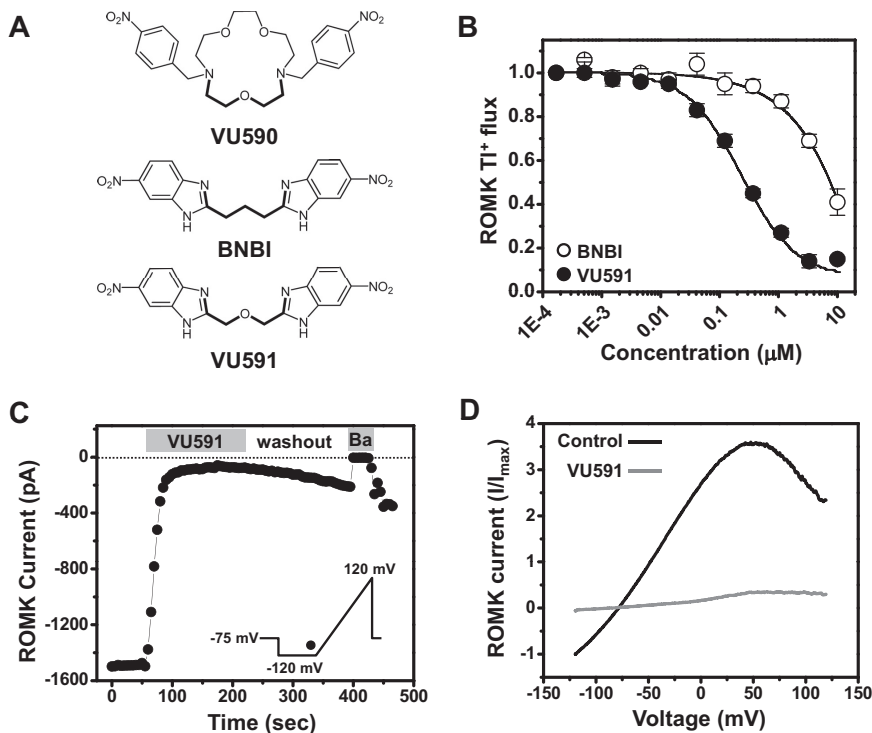 A
O₂N
NO₂
O O
N N
O
VU590
O₂N N N NO₂
N H N H
BNBI
O₂N N N NO₂
N H O N H
VU591
B
ROMK Tl⁺ flux
1.0
0.8
0.6
0.4
0.2
0.0
BNBI
VU591
1E-4 1E-3 0.01 0.1 1 10
Concentration (μM)
C
VU591 washout Ba
ROMK Current (pA)
0
-400
-800
-1200
-1600
120 mV
-75 mV
-120 mV
0 100 200 300 400 500
Time (sec)
D
ROMK current (I/Imax)
4
3
2
1
0
-1
Control
VU591
-150 -100 -50 0 50 100 150
Voltage (mV)